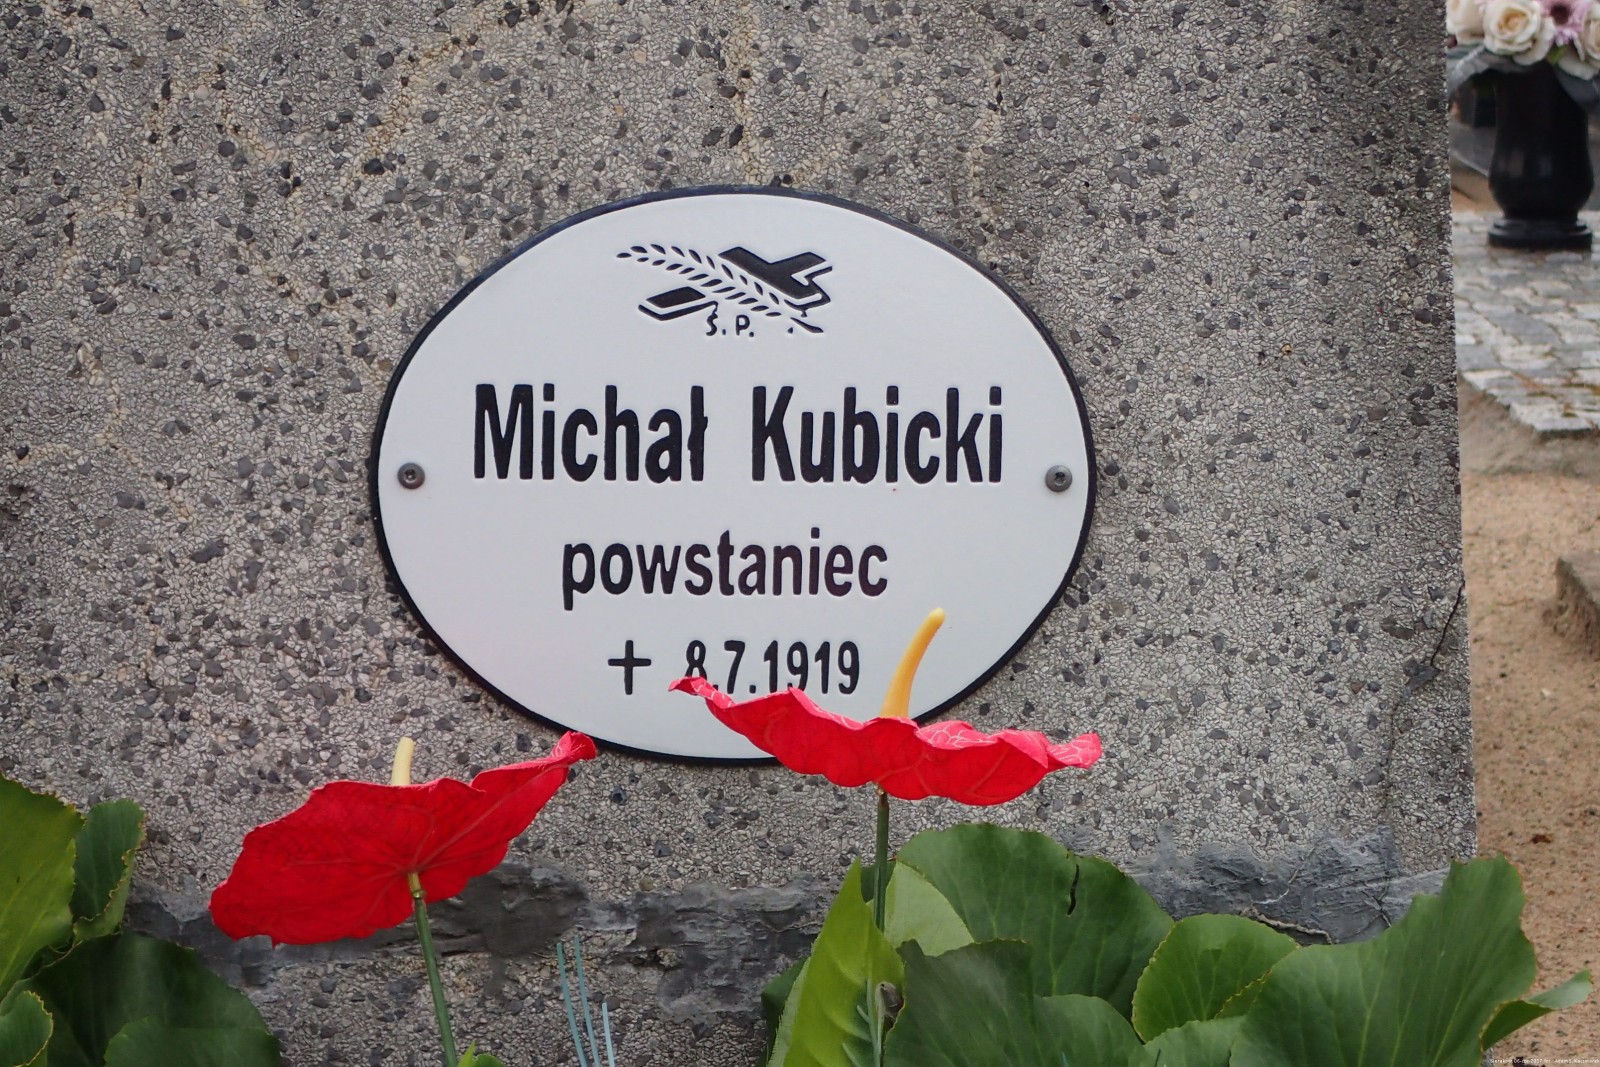 Ś.P.
Michał Kubicki
powstaniec
+ 8.7.1919